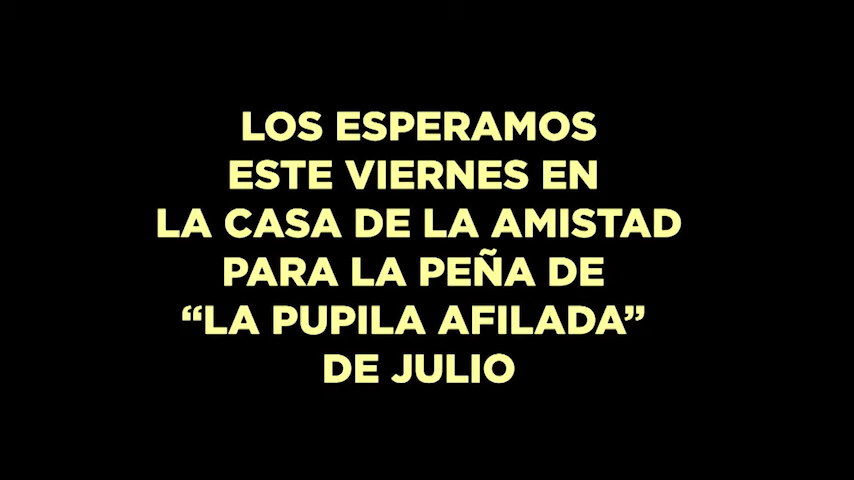 LOS ESPERAMOS
ESTE VIERNES EN
LA CASA DE LA AMISTAD
PARA LA PEÑA DE
“LA PUPILA AFILADA”
DE JULIO